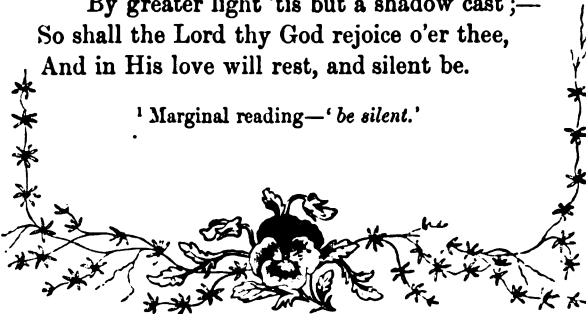 By greater light 'tis but a shadow cast;—
So shall the Lord thy God rejoice o'er thee,
And in His love will rest, and silent be.
¹ Marginal reading—'be silent.'